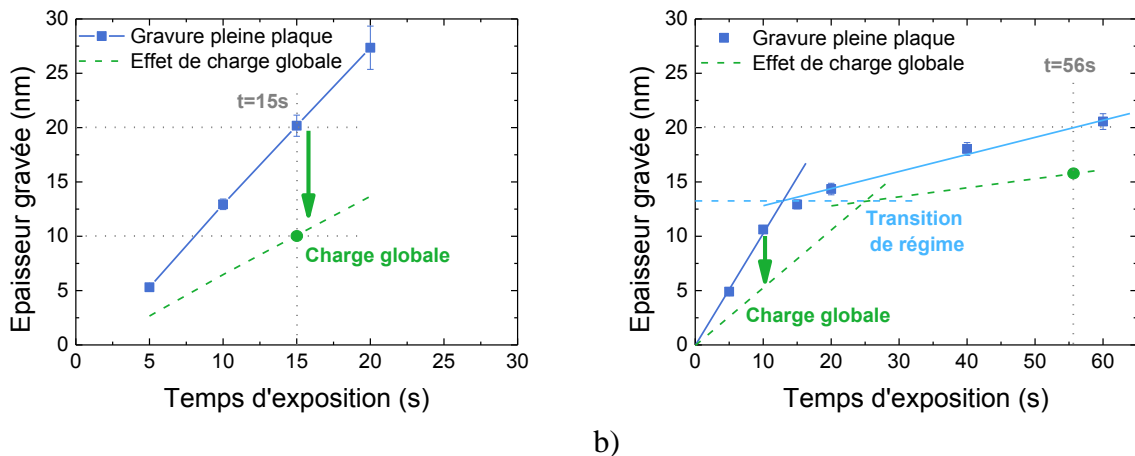 Gravure pleine plaque
Effet de charge globale
t=15s
Charge globale
Epaisseur gravée (nm)
0
5
10
15
20
25
30
0
5
10
15
20
25
30
Temps d'exposition (s)
Gravure pleine plaque
Effet de charge globale
t=56s
Transition
de régime
Charge globale
Epaisseur gravée (nm)
0
5
10
15
20
25
30
0
10
20
30
40
50
60
Temps d'exposition (s)
b)